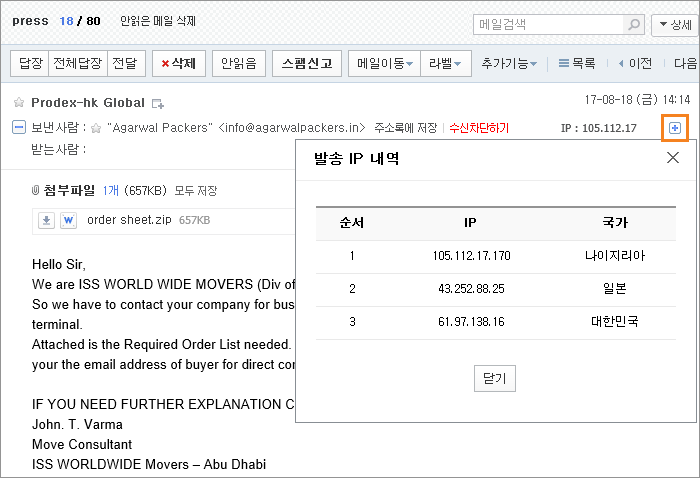 press 18 / 80 안읽은 메일 삭제
메일검색
상세
답장 전체답장 전달 삭제 안읽음 스팸신고 메일이동 라벨 추가기능 목록 이전 다음
Prodex-hk Global
17-08-18 (금) 14:14
보낸사람 : "Agarwal Packers" <info@agarwalpackers.in> 주소록에 저장 수신차단하기
IP : 105.112.17
받는사람 :
발송 IP 내역
첨부파일 1개 (657KB) 모두 저장
order sheet.zip 657KB
순서 IP 국가
1 105.112.17.170 나이지리아
2 43.252.88.25 일본
3 61.97.138.16 대한민국
닫기
Hello Sir,
We are ISS WORLD WIDE MOVERS (Div of
So we have to contact your company for bus
terminal.
Attached is the Required Order List needed.
your the email address of buyer for direct con
IF YOU NEED FURTHER EXPLANATION C
John. T. Varma
Move Consultant
ISS WORLDWIDE Movers – Abu Dhabi